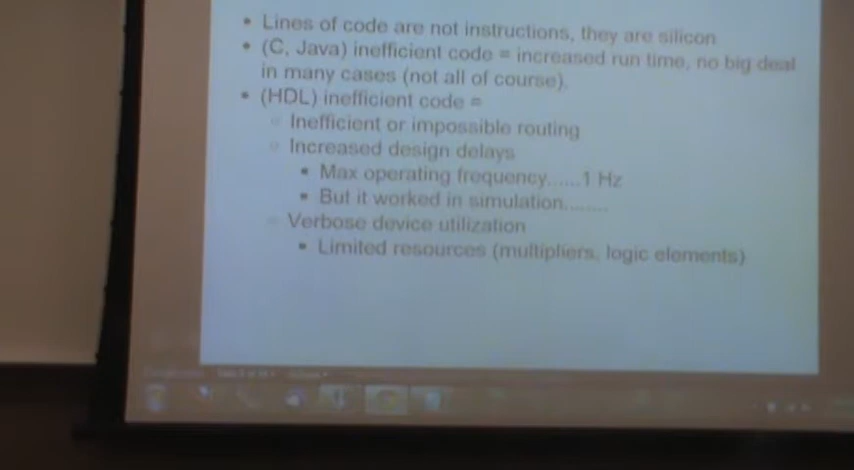 • Lines of code are not instructions, they are silicon
• (C, Java) inefficient code = increased run time, no big deal
in many cases (not all of course).
• (HDL) inefficient code =
○ Inefficient or impossible routing
○ Increased design delays
▪ Max operating frequency......1 Hz
▪ But it worked in simulation........
○ Verbose device utilization
▪ Limited resources (multipliers, logic elements)